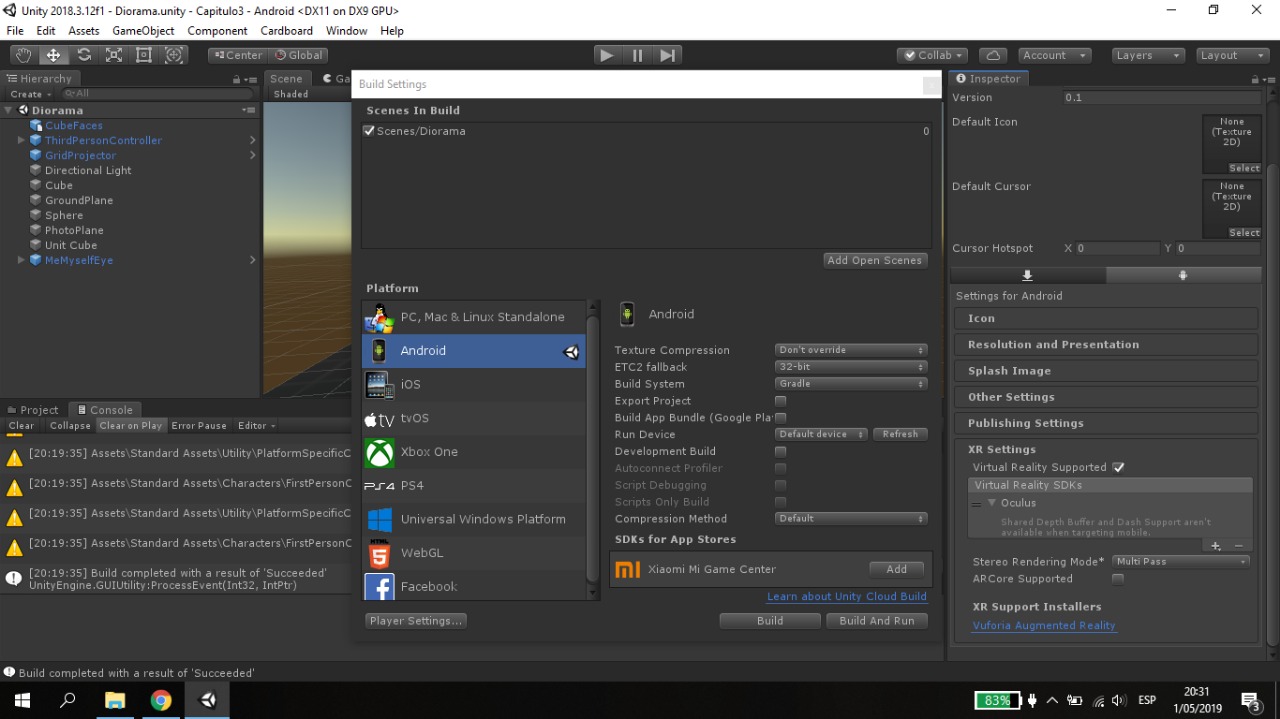 Unity 2018.3.12f1 - Diorama.unity - Capitulo3 - Android <DX11 on DX9 GPU>
File Edit Assets GameObject Component Cardboard Window Help
Center Global Collab Account Layers Layout
Hierarchy
Create All
Diorama
CubeFaces
ThirdPersonController
GridProjector
Directional Light
Cube
GroundPlane
Sphere
PhotoPlane
Unit Cube
MeMyselfEye
Scene Ga
Shaded
Project Console
Clear Collapse Clear on Play Error Pause Editor
[20:19:35] Assets\Standard Assets\Utility\PlatformSpecificC
[20:19:35] Assets\Standard Assets\Characters\FirstPersonC
[20:19:35] Assets\Standard Assets\Utility\PlatformSpecificC
[20:19:35] Assets\Standard Assets\Characters\FirstPersonC
[20:19:35] Build completed with a result of 'Succeeded'
UnityEngine.GUIUtility:ProcessEvent(Int32, IntPtr)
Build Settings
Scenes In Build
Scenes/Diorama 0
Add Open Scenes
Platform
PC, Mac & Linux Standalone
Android
iOS
tv tvOS
Xbox One
PS4 PS4
Universal Windows Platform
HTML 5 WebGL
Facebook
Android
Texture Compression Don't override
ETC2 fallback 32-bit
Build System Gradle
Export Project
Build App Bundle (Google Pla
Run Device Default device Refresh
Development Build
Autoconnect Profiler
Script Debugging
Scripts Only Build
Compression Method Default
SDKs for App Stores
Xiaomi Mi Game Center Add
Learn about Unity Cloud Build
Player Settings... Build Build And Run
Inspector
Version 0.1
Default Icon None
(Texture
2D)
Select
Default Cursor None
(Texture
2D)
Select
Cursor Hotspot X 0 Y 0
Settings for Android
Icon
Resolution and Presentation
Splash Image
Other Settings
Publishing Settings
XR Settings
Virtual Reality Supported
Virtual Reality SDKs
Oculus
Shared Depth Buffer and Dash Support aren't
available when targeting mobile.
Stereo Rendering Mode* Multi Pass
ARCore Supported
XR Support Installers
Vuforia Augmented Reality
Build completed with a result of 'Succeeded'
83% ESP 20:31
1/05/2019 3